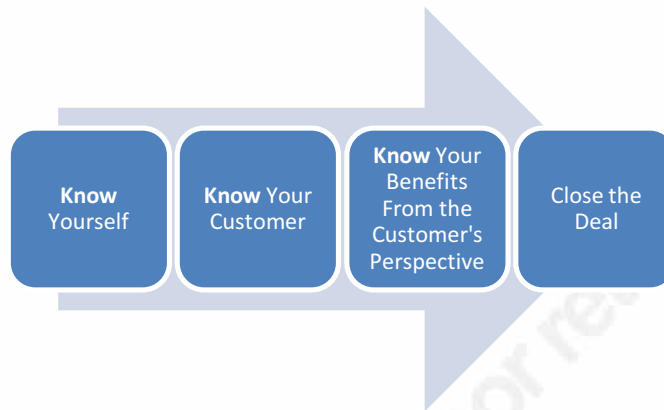 Know
Yourself
Know Your
Customer
Know Your
Benefits
From the
Customer's
Perspective
Close the
Deal